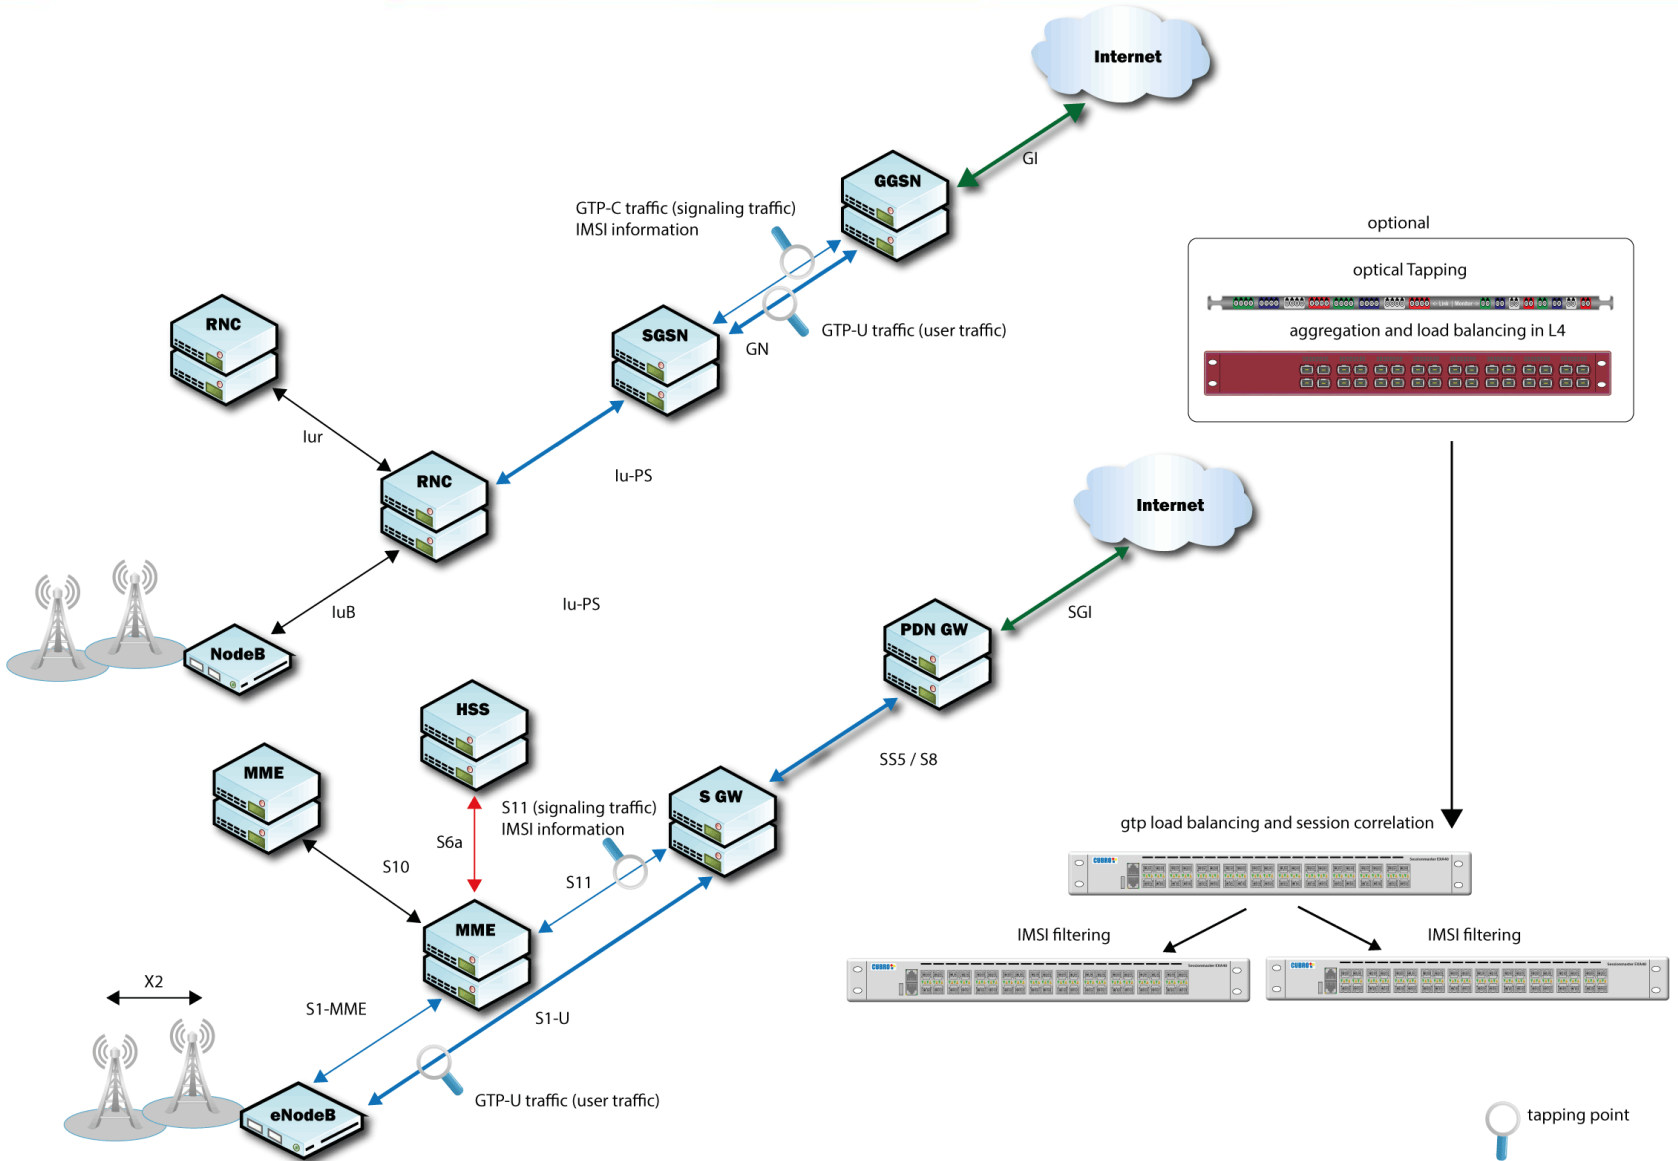 Internet
GI
GGSN
GTP-C traffic (signaling traffic)
IMSI information
GTP-U traffic (user traffic)
GN
SGSN
RNC
Iur
RNC
Iu-PS
IuB
Iu-PS
NodeB
optional
optical Tapping
aggregation and load balancing in L4
Internet
SGI
PDN GW
SS5 / S8
HSS
MME
S GW
S11 (signaling traffic)
IMSI information
S6a
S10
S11
MME
X2
S1-MME
S1-U
eNodeB
GTP-U traffic (user traffic)
gtp load balancing and session correlation
CUBRO
IMSI filtering
IMSI filtering
CUBRO
CUBRO
tapping point